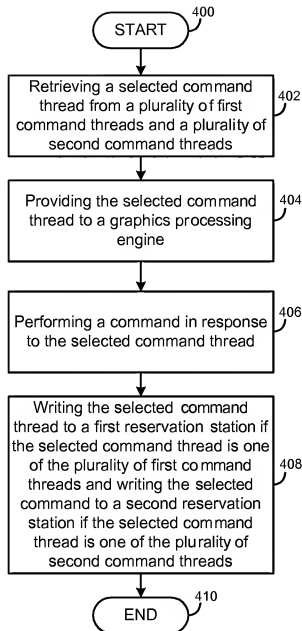 START
400
Retrieving a selected command
thread from a plurality of first
command threads and a plurality of
second command threads
402
Providing the selected command
thread to a graphics processing
engine
404
Performing a command in response
to the selected command thread
406
Writing the selected command
thread to a first reservation station if
the selected command thread is one
of the plurality of first command
threads and writing the selected
command to a second reservation
station if the selected command
thread is one of the plurality of
second command threads
408
END
410